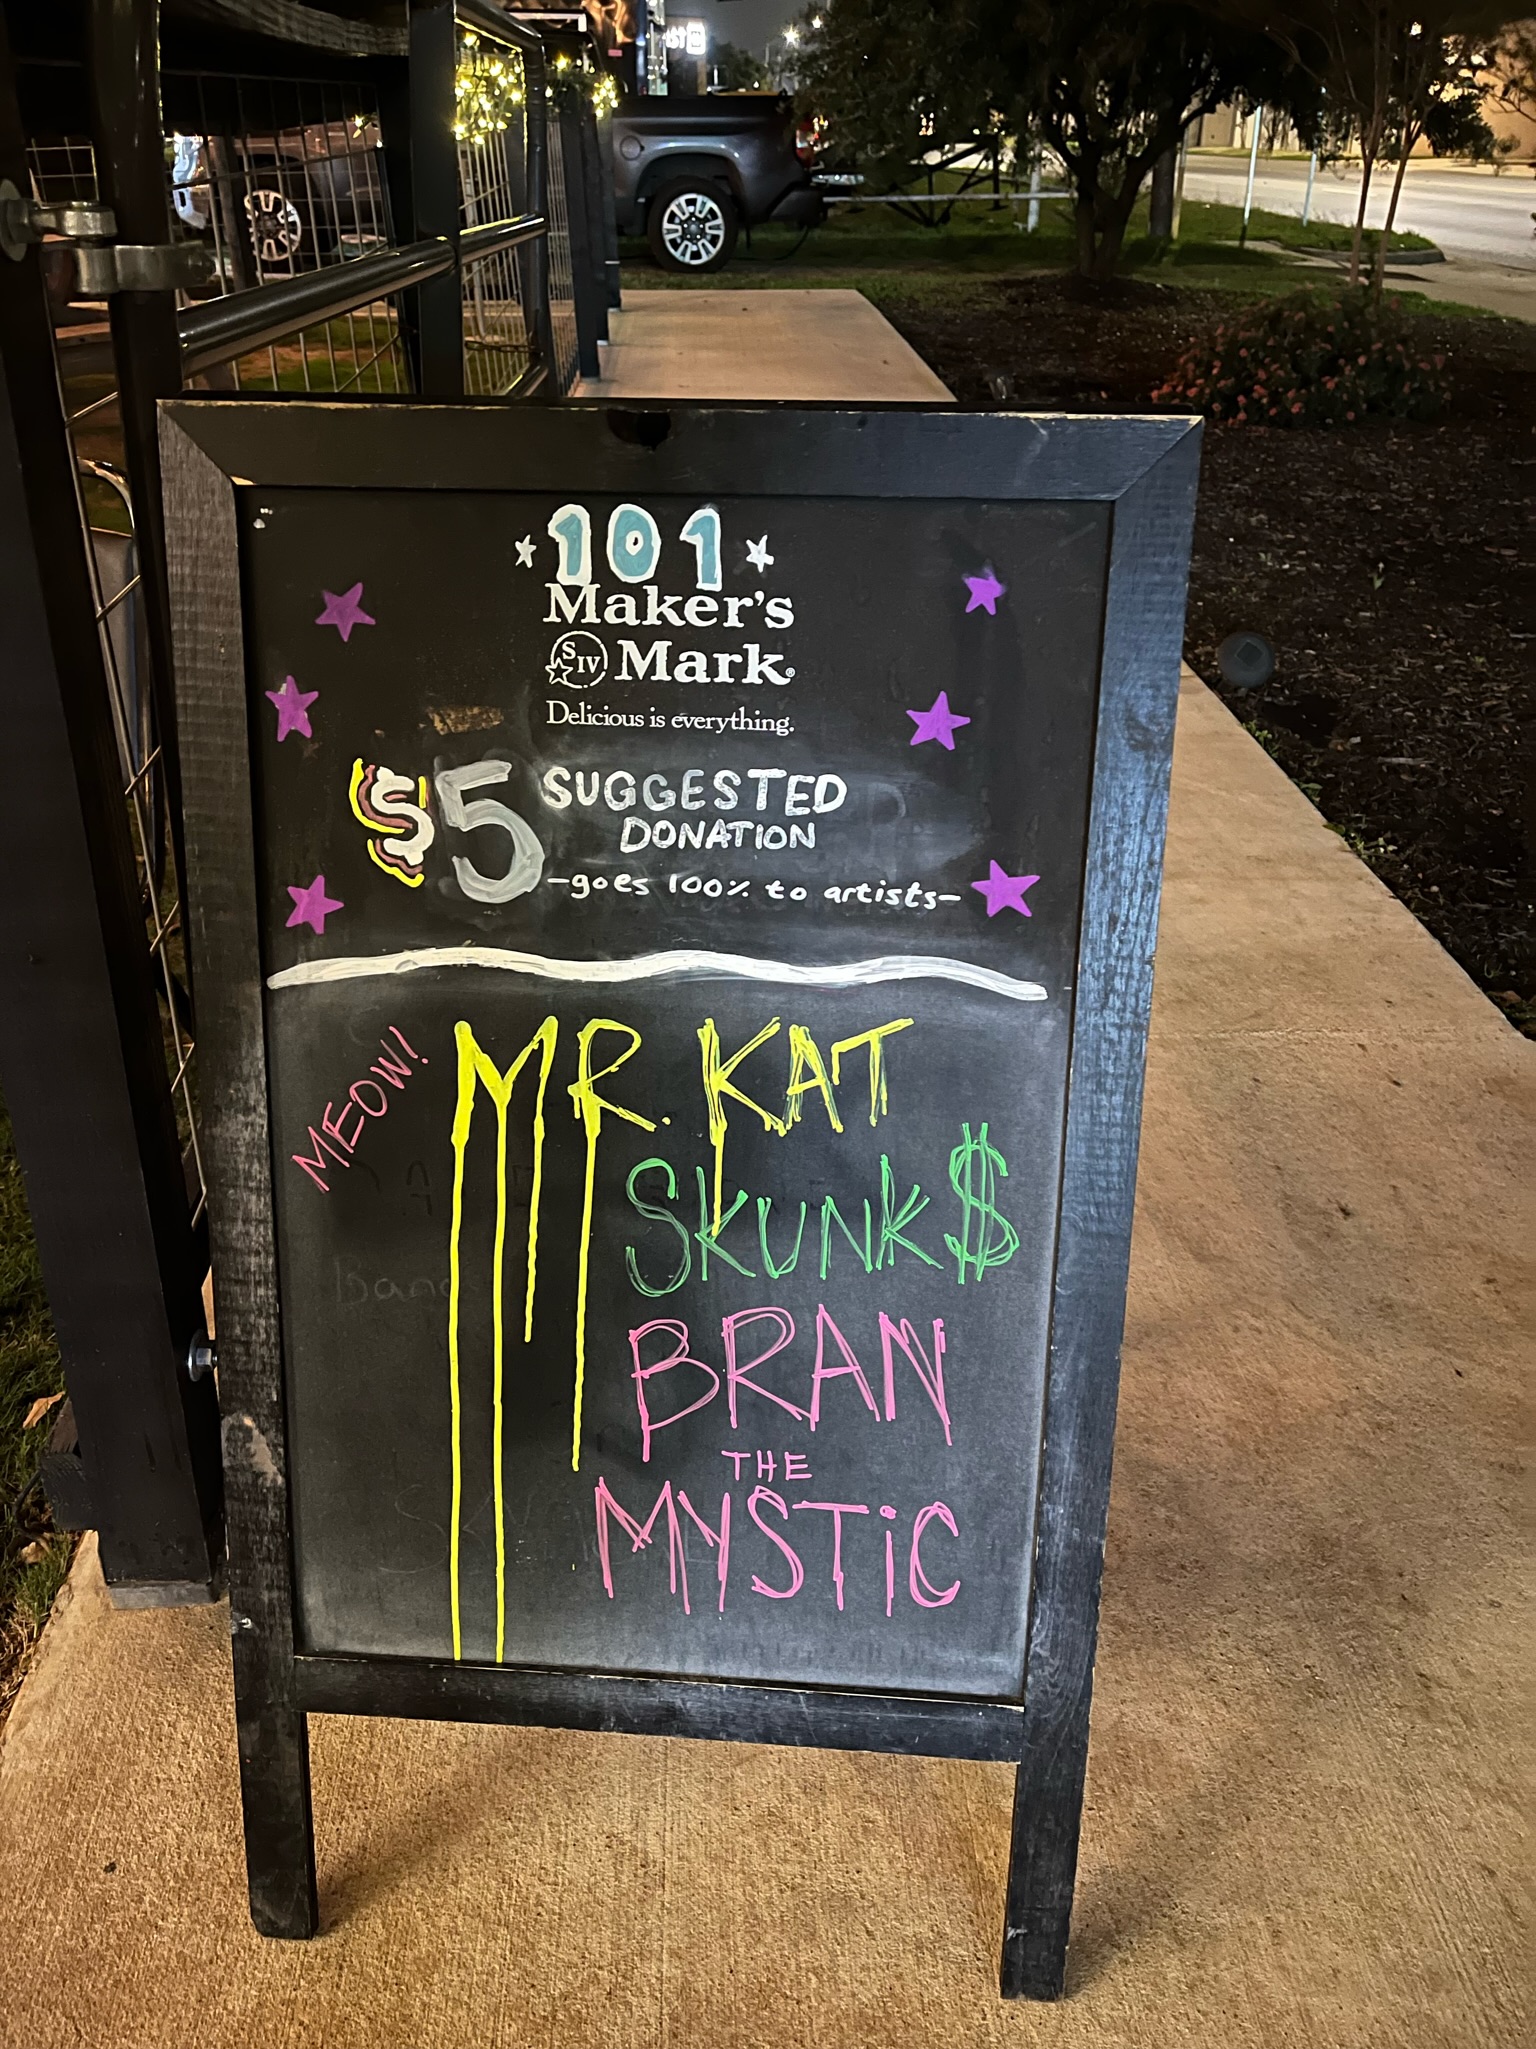 101
Maker's
SIV Mark®
Delicious is everything.
$5 SUGGESTED
DONATION
-goes 100% to artists-
MEOW!
MR. KAT
SKUNK$
BRAN
THE
MYSTiC